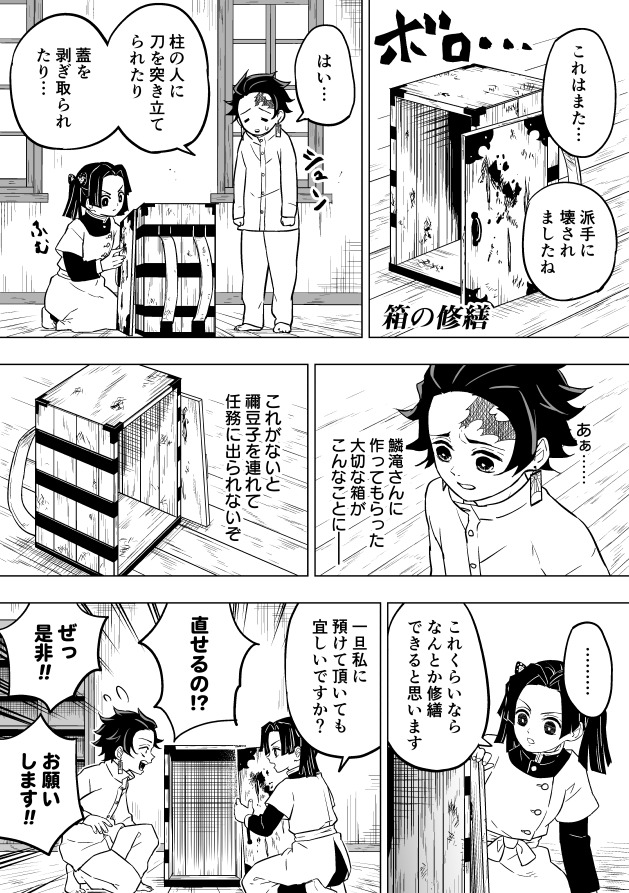 ボロ・・・
これはまた…
派手に
壊され
ましたね
箱の修繕
はい…
シュン
柱の人に
刀を突き立て
られたり
蓋を
剥ぎ取られ
たり…
ふむ
あぁ……
鱗滝さんに
作ってもらった
大切な箱が
こんなことに―
これがないと
禰豆子を連れて
任務に出られないぞ
………
これくらいなら
なんとか修繕
できると思います
一旦私に
預けて頂いても
宜しいですか?
直せるの!?
ぜっ
是非!!
お願い
します!!